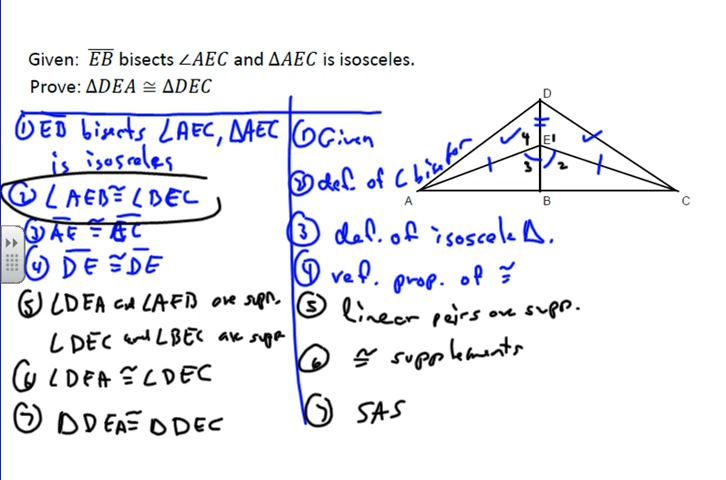 Given: EB bisects ∠AEC and ΔAEC is isosceles.
Prove: ΔDEA ≅ ΔDEC
① EB bisects ∠AEC, ΔAEC
is isosceles
① Given
② ∠AEB ≅ ∠BEC
② def. of ∠ bisector
③ AE ≅ EC
③ def. of isoscele Δ.
④ DE ≅ DE
④ ref. prop. of ≅
⑤ ∠DEA and ∠AEB are supp.
∠DEC and ∠BEC are supp
⑤ linear pairs are supp.
⑥ ∠DEA ≅ ∠DEC
⑥ ≅ supplements
⑦ ΔDEA ≅ ΔDEC
⑦ SAS
D
4 E 1
3 2
A B C